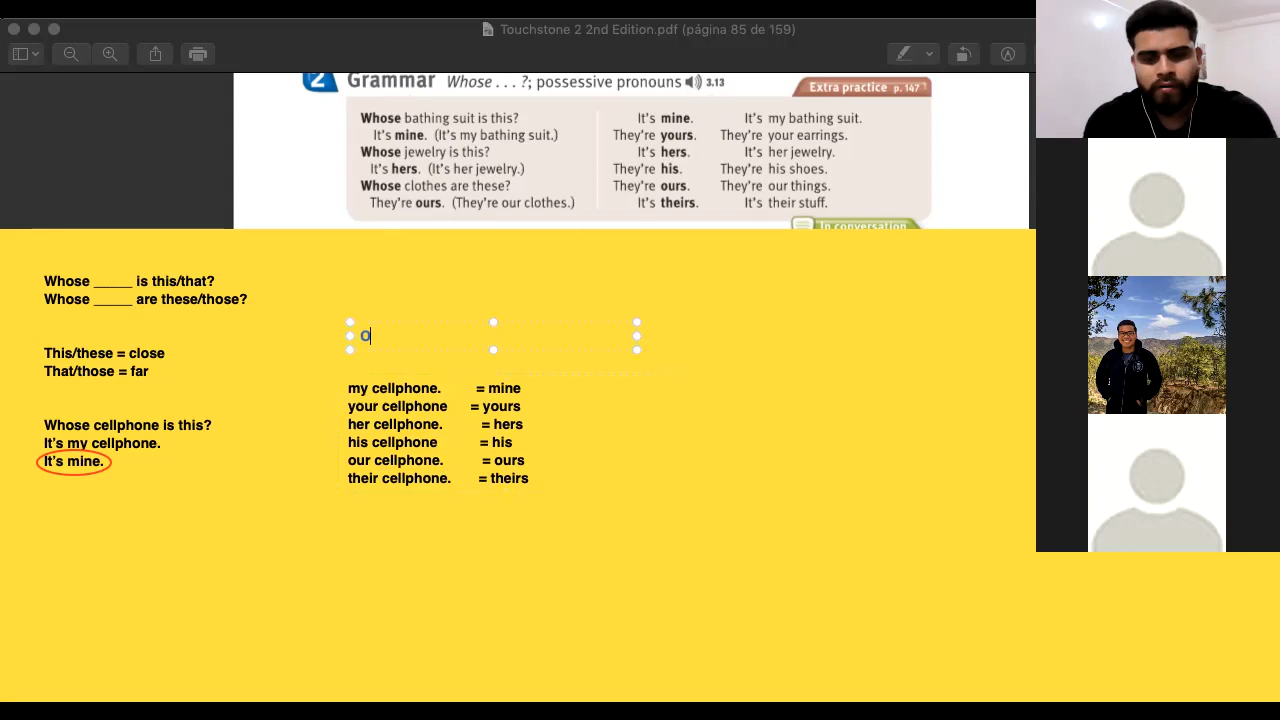 Touchstone 2 2nd Edition.pdf (página 85 de 159)
2 Grammar Whose . . . ?; possessive pronouns 3.13
Extra practice p. 147
Whose bathing suit is this?
It's mine. (It's my bathing suit.)
Whose jewelry is this?
It's hers. (It's her jewelry.)
Whose clothes are these?
They're ours. (They're our clothes.)
It's mine. It's my bathing suit.
They're yours. They're your earrings.
It's hers. It's her jewelry.
They're his. They're his shoes.
They're ours. They're our things.
It's theirs. It's their stuff.
In conversation
Whose _____ is this/that?
Whose _____ are these/those?
This/these = close
That/those = far
Whose cellphone is this?
It's my cellphone.
It's mine.
O
my cellphone. = mine
your cellphone = yours
her cellphone. = hers
his cellphone = his
our cellphone. = ours
their cellphone. = theirs